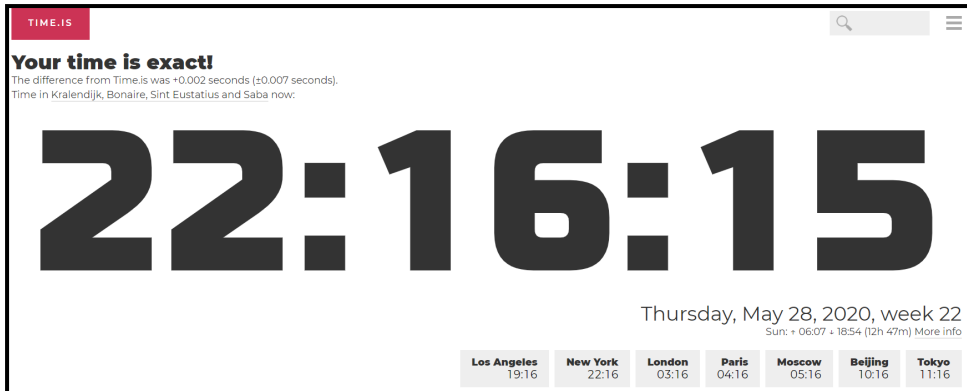 TIME.IS
Your time is exact!
The difference from Time.is was +0.002 seconds (±0.007 seconds).
Time in Kralendijk, Bonaire, Sint Eustatius and Saba now:
22:16:15
Thursday, May 28, 2020, week 22
Sun: ↑ 06:07 ↓ 18:54 (12h 47m) More info
Los Angeles New York London Paris Moscow Beijing Tokyo
19:16 22:16 03:16 04:16 05:16 10:16 11:16